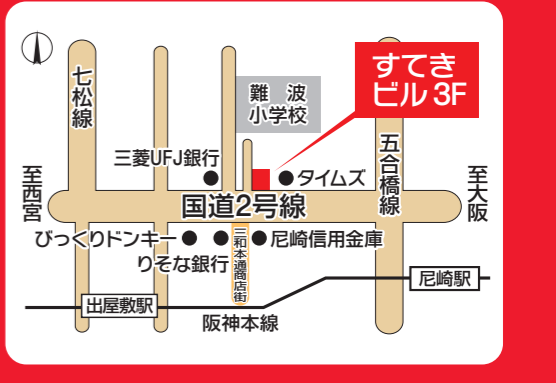 すてき
ビル 3F
七松線
難波
小学校
三菱UFJ銀行
タイムズ
五合橋線
至西宮
至大阪
国道2号線
びっくりドンキー
三和本通商店街
尼崎信用金庫
りそな銀行
尼崎駅
出屋敷駅
阪神本線